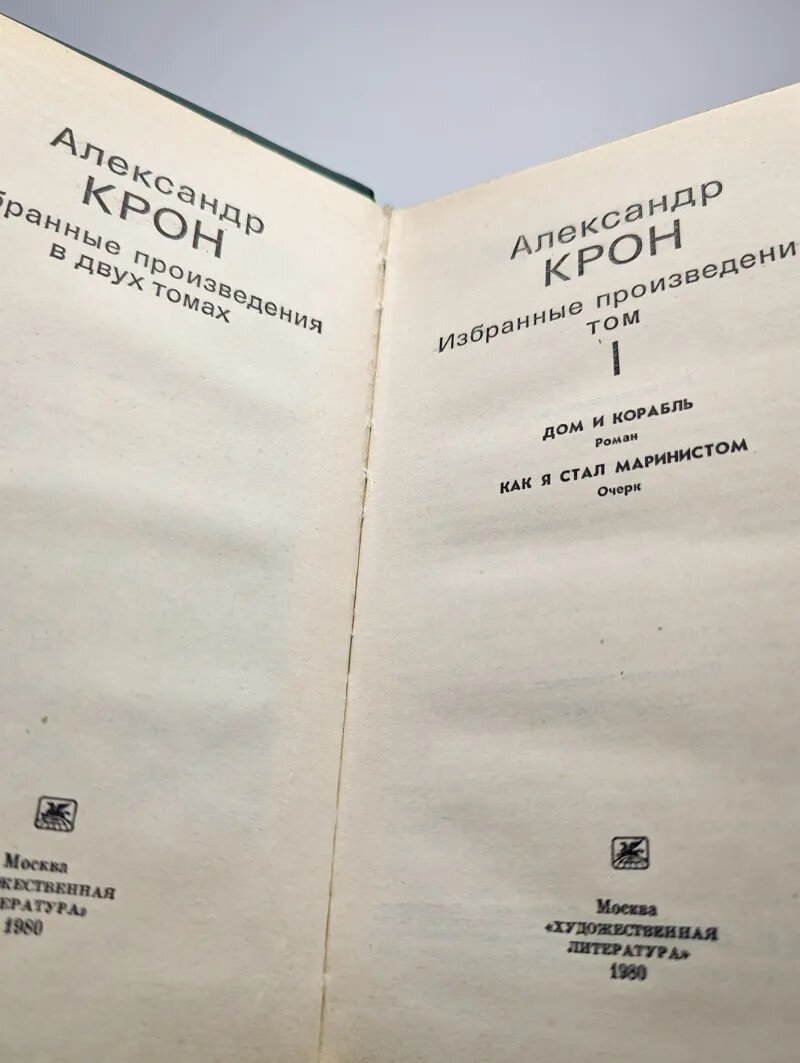 Александр
КРОН
бранные произведения
в двух томах
Москва
ЖЕСТВЕННАЯ
ЕРАТУРА»
1980
Александр
КРОН
Избранные произведени
том
I
ДОМ И КОРАБЛЬ
Роман
КАК Я СТАЛ МАРИНИСТОМ
Очерк
Москва
«ХУДОЖЕСТВЕННАЯ
ЛИТЕРАТУРА»
1980